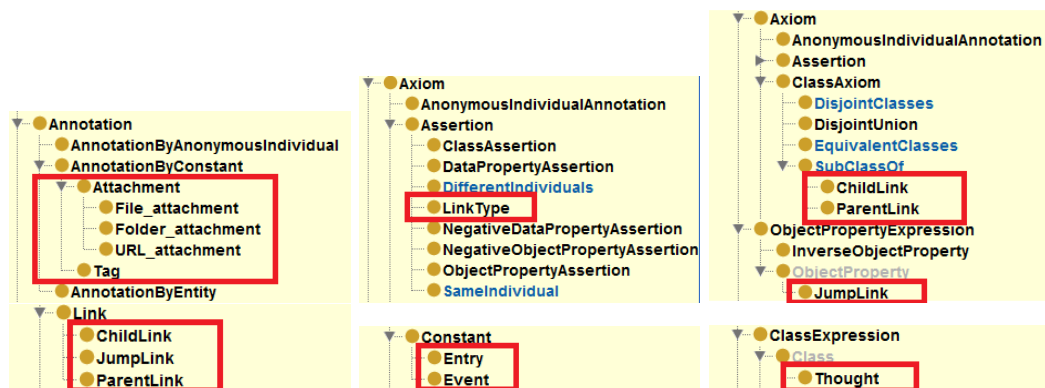 Annotation
AnnotationByAnonymousIndividual
AnnotationByConstant
Attachment
File_attachment
Folder_attachment
URL_attachment
Tag
AnnotationByEntity
Link
ChildLink
JumpLink
ParentLink
Axiom
AnonymousIndividualAnnotation
Assertion
ClassAssertion
DataPropertyAssertion
DifferentIndividuals
LinkType
NegativeDataPropertyAssertion
NegativeObjectPropertyAssertion
ObjectPropertyAssertion
SameIndividual
Constant
Entry
Event
Axiom
AnonymousIndividualAnnotation
Assertion
ClassAxiom
DisjointClasses
DisjointUnion
EquivalentClasses
SubClassOf
ChildLink
ParentLink
ObjectPropertyExpression
InverseObjectProperty
ObjectProperty
JumpLink
ClassExpression
Class
Thought